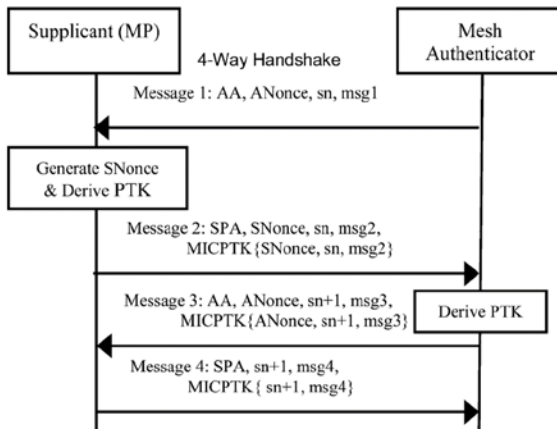 Supplicant (MP)
Mesh
Authenticator
4-Way Handshake
Message 1: AA, ANonce, sn, msg1
Generate SNonce
& Derive PTK
Message 2: SPA, SNonce, sn, msg2,
MICPTK{SNonce, sn, msg2}
Message 3: AA, ANonce, sn+1, msg3,
MICPTK{ANonce, sn+1, msg3}
Derive PTK
Message 4: SPA, sn+1, msg4,
MICPTK{ sn+1, msg4}